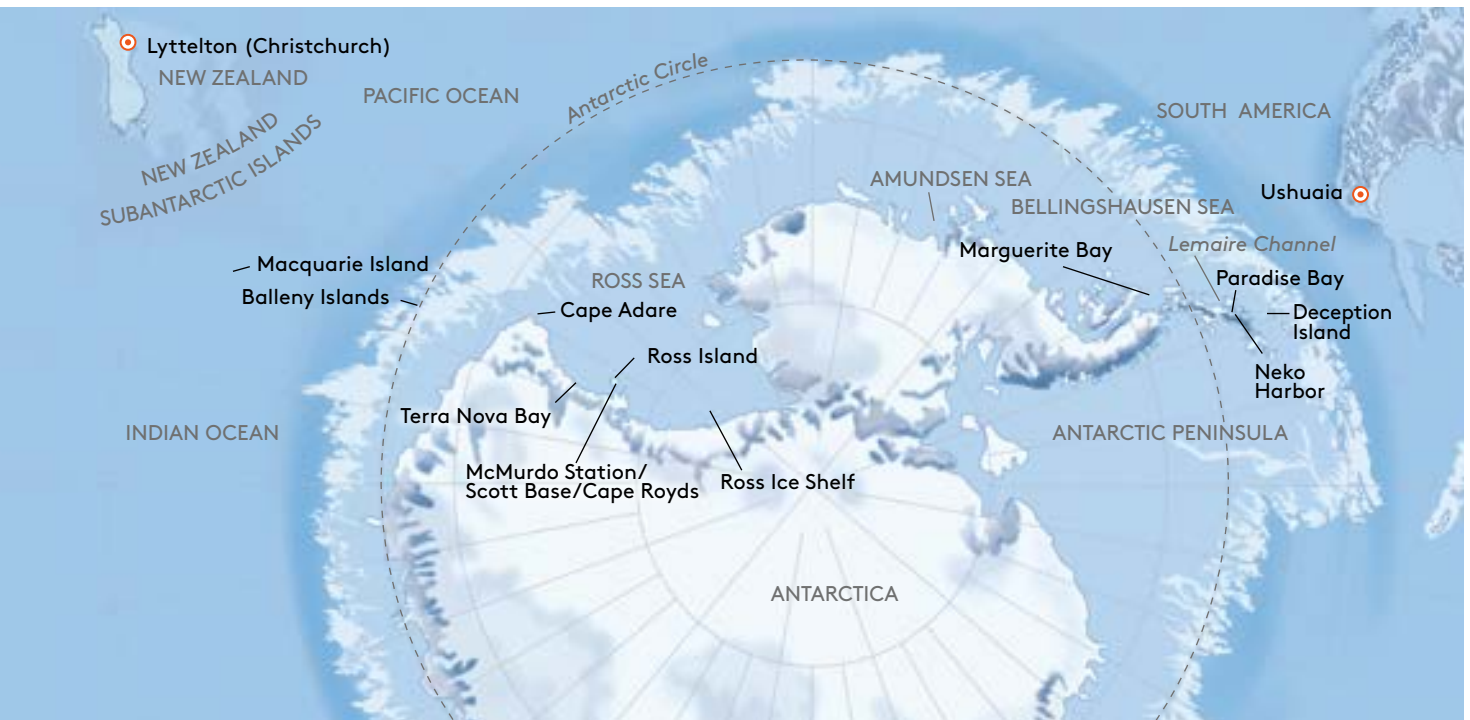 Lyttelton (Christchurch)
NEW ZEALAND
PACIFIC OCEAN
Antarctic Circle
SOUTH AMERICA
NEW ZEALAND
SUBANTARCTIC ISLANDS
AMUNDSEN SEA
Ushuaia
BELLINGSHAUSEN SEA
Marguerite Bay
Lemaire Channel
Macquarie Island
Balleny Islands
ROSS SEA
Paradise Bay
Cape Adare
Deception
Island
Ross Island
Neko
Harbor
Terra Nova Bay
INDIAN OCEAN
ANTARCTIC PENINSULA
McMurdo Station/
Scott Base/Cape Royds
Ross Ice Shelf
ANTARCTICA